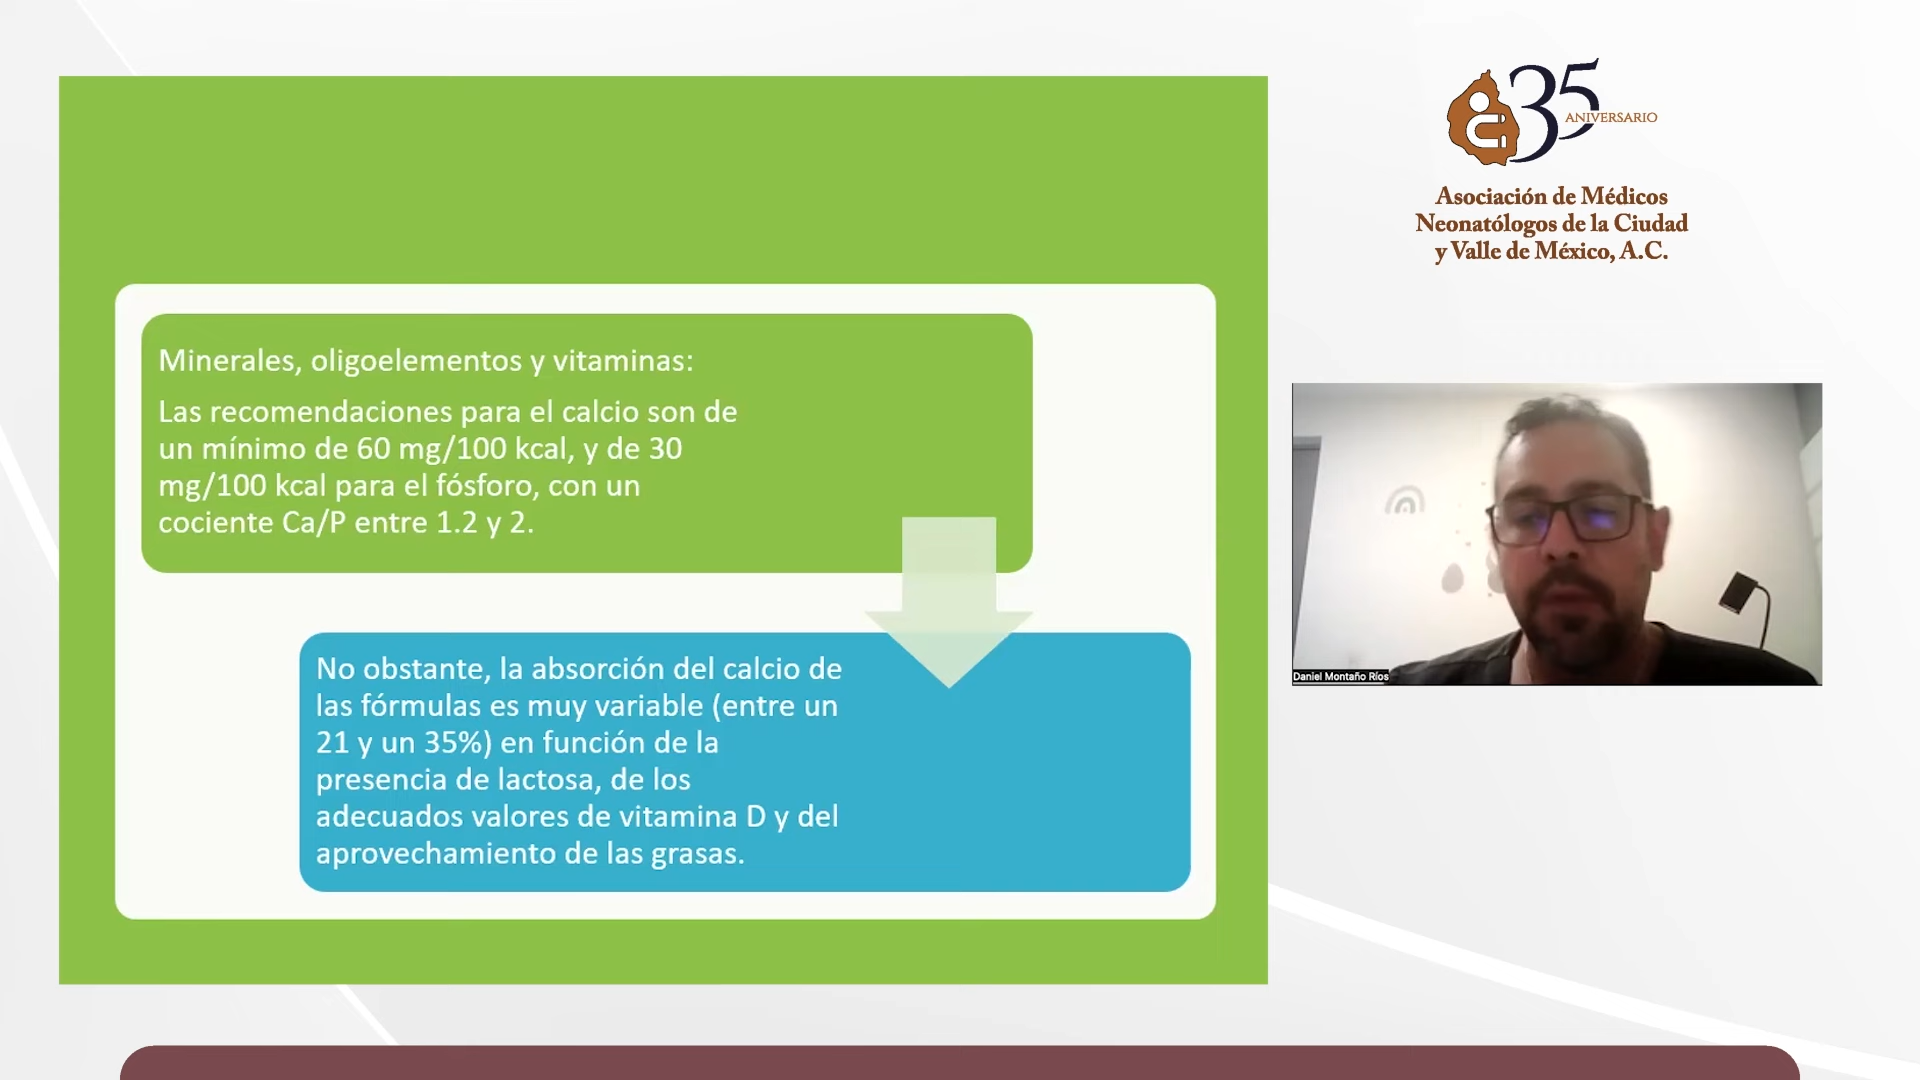 Minerales, oligoelementos y vitaminas:
Las recomendaciones para el calcio son de
un mínimo de 60 mg/100 kcal, y de 30
mg/100 kcal para el fósforo, con un
cociente Ca/P entre 1.2 y 2.
No obstante, la absorción del calcio de
las fórmulas es muy variable (entre un
21 y un 35%) en función de la
presencia de lactosa, de los
adecuados valores de vitamina D y del
aprovechamiento de las grasas.
35
ANIVERSARIO
Asociación de Médicos
Neonatólogos de la Ciudad
y Valle de México, A.C.
Daniel Montaño Ríos